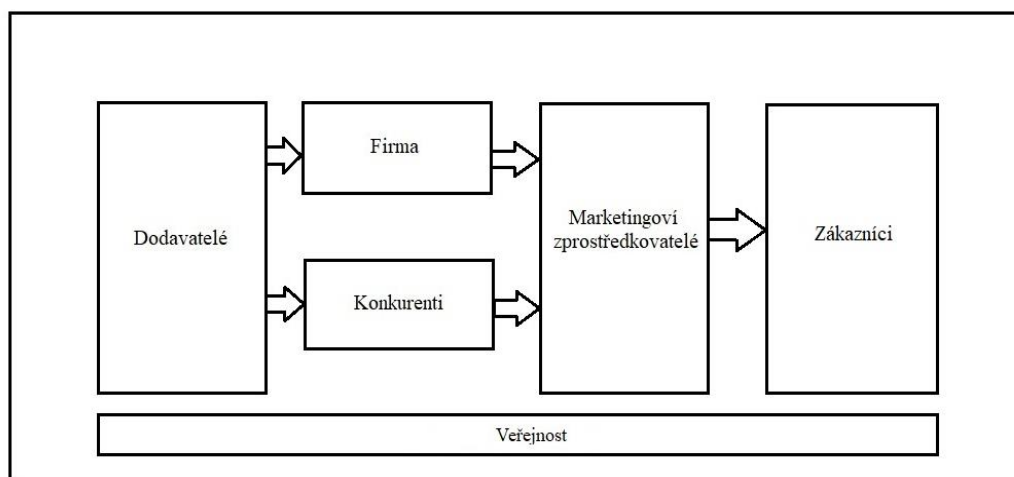 Dodavatelé
Firma
Konkurenti
Marketingoví
zprostředkovatelé
Zákazníci
Veřejnost